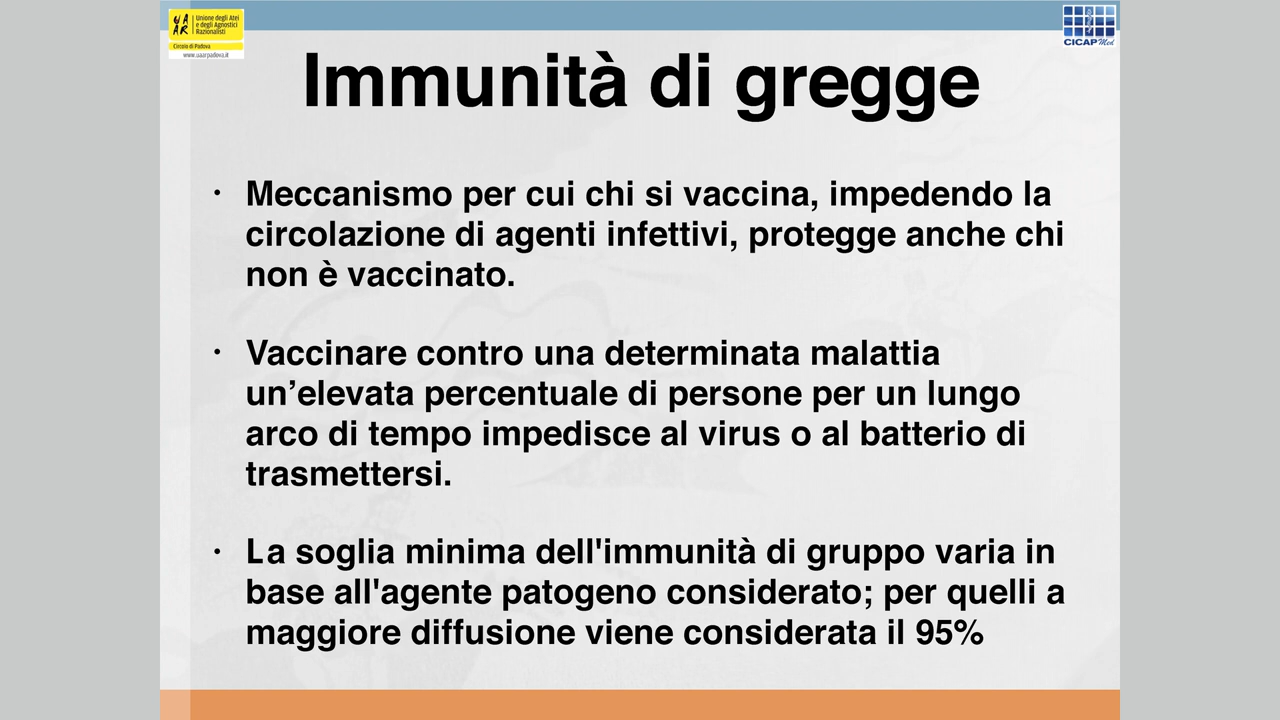 UAAR
Unione degli Atei
e degli Agnostici
Razionalisti
Circolo di Padova
www.uaarpadova.it
CICAP Med
Immunità di gregge
• Meccanismo per cui chi si vaccina, impedendo la
circolazione di agenti infettivi, protegge anche chi
non è vaccinato.
• Vaccinare contro una determinata malattia
un’elevata percentuale di persone per un lungo
arco di tempo impedisce al virus o al batterio di
trasmettersi.
• La soglia minima dell'immunità di gruppo varia in
base all'agente patogeno considerato; per quelli a
maggiore diffusione viene considerata il 95%